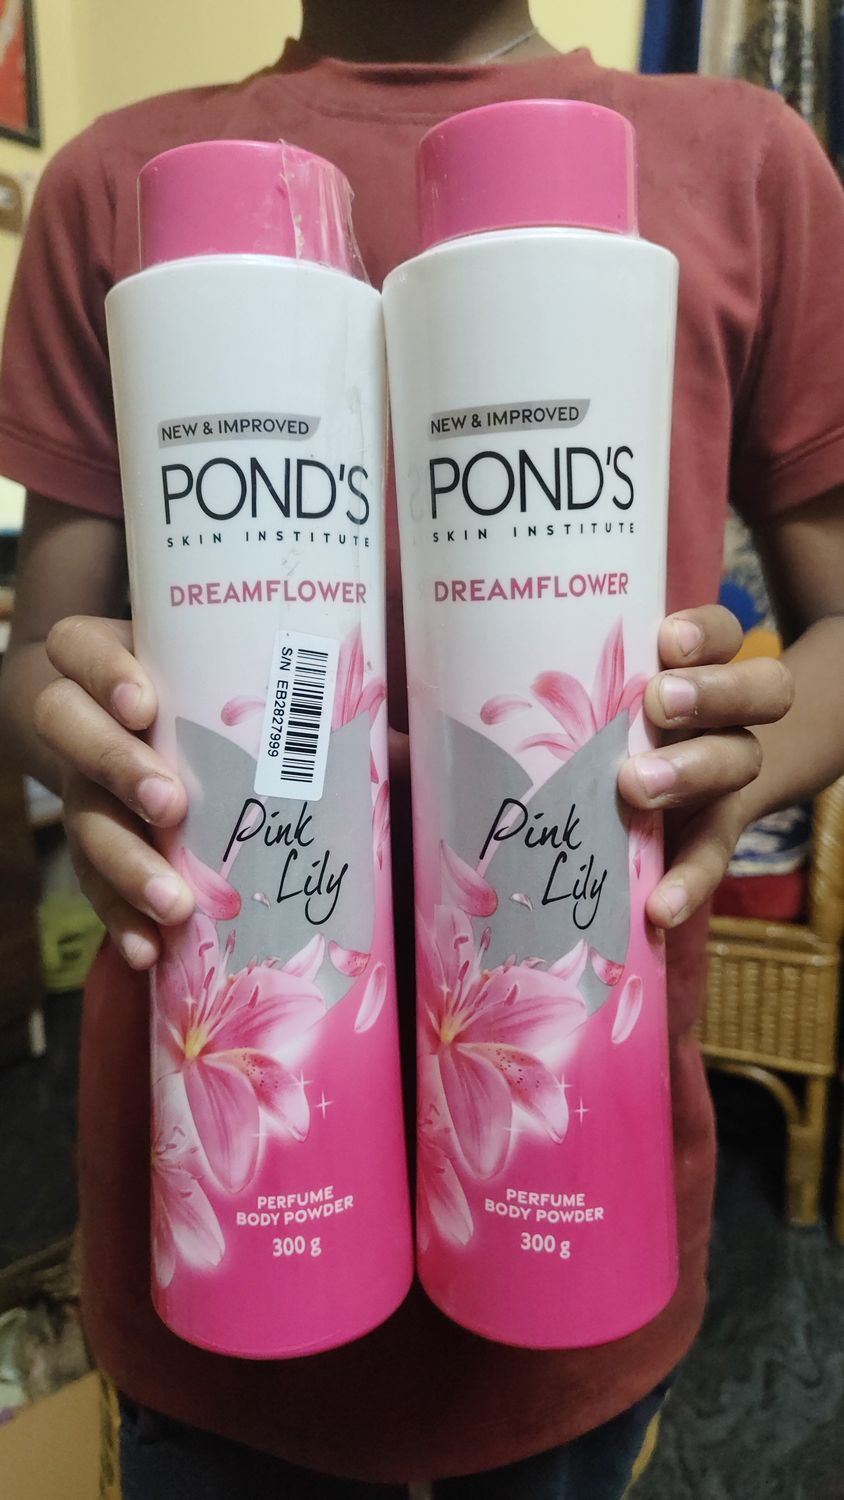 NEW & IMPROVED
POND'S
SKIN INSTITUTE
DREAMFLOWER
S/N EB2827999
Pink
Lily
PERFUME
BODY POWDER
300 g
NEW & IMPROVED
POND'S
SKIN INSTITUTE
DREAMFLOWER
Pink
Lily
PERFUME
BODY POWDER
300 g